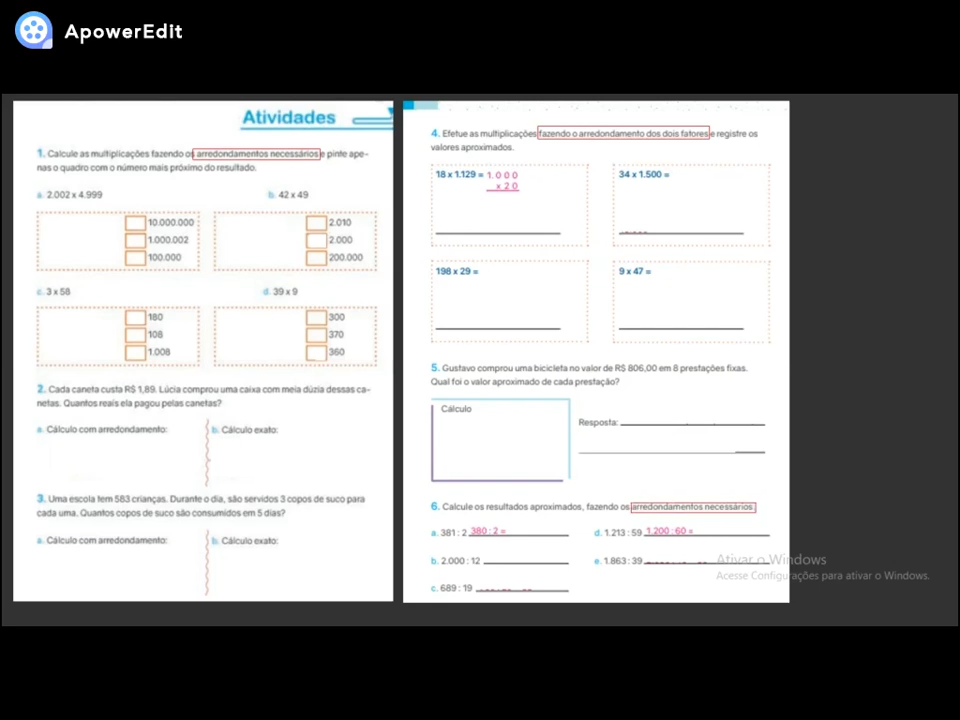 ApowerEdit
Atividades
1. Calcule as multiplicações fazendo os arredondamentos necessários e pinte ape-
nas o quadro com o número mais próximo do resultado.
a. 2.002 x 4.999
b. 42 x 49
10.000.000
1.000.002
100.000
2.010
2.000
200.000
c. 3 x 58
d. 39 x 9
180
108
1.008
300
370
360
2. Cada caneta custa R$ 1,89. Lúcia comprou uma caixa com meia dúzia dessas ca-
netas. Quantos reais ela pagou pelas canetas?
a. Cálculo com arredondamento:
b. Cálculo exato:
3. Uma escola tem 583 crianças. Durante o dia, são servidos 3 copos de suco para
cada uma. Quantos copos de suco são consumidos em 5 dias?
a. Cálculo com arredondamento:
b. Cálculo exato:
4. Efetue as multiplicações fazendo o arredondamento dos dois fatores e registre os
valores aproximados.
18 x 1.129 = 1.000
x 20
34 x 1.500 =
198 x 29 =
9 x 47 =
5. Gustavo comprou uma bicicleta no valor de R$ 806,00 em 8 prestações fixas.
Qual foi o valor aproximado de cada prestação?
Cálculo
Resposta:
6. Calcule os resultados aproximados, fazendo os arredondamentos necessários.
a. 381 : 2 380 : 2 =
b. 2.000 : 12
c. 689 : 19
d. 1.213 : 59 1.200 : 60 =
e. 1.863 : 39
Ativar o Windows
Acesse Configurações para ativar o Windows.